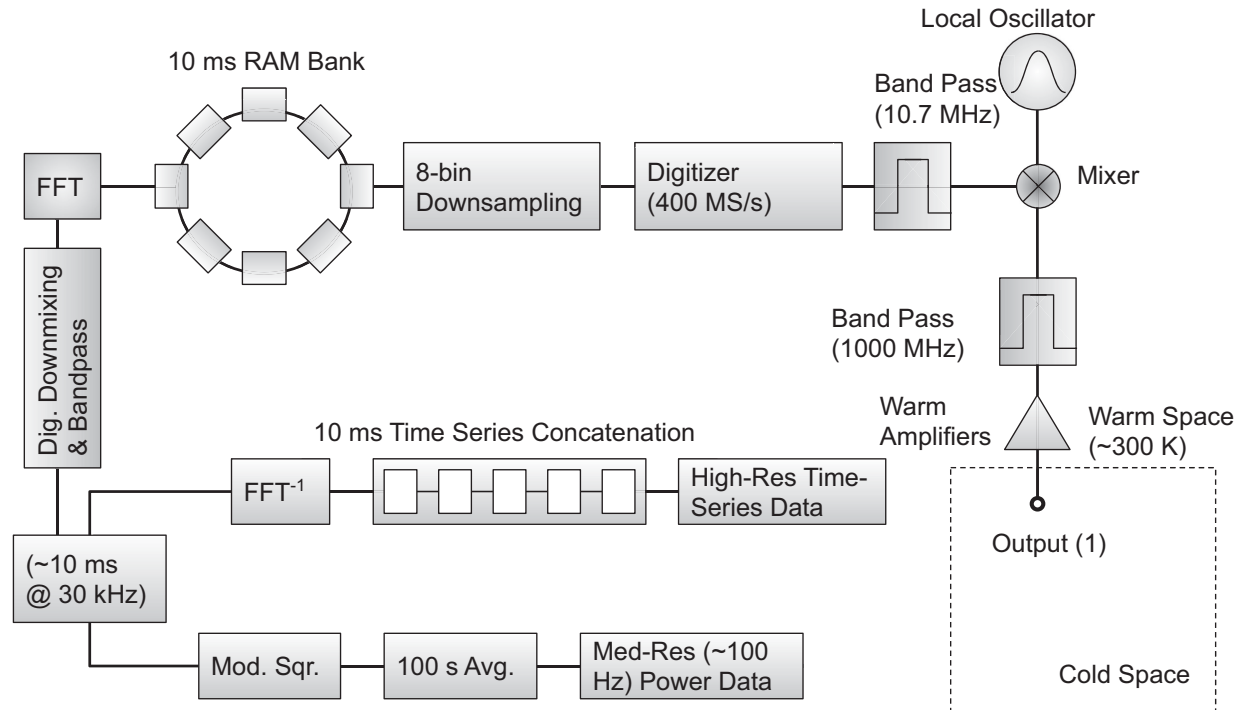 Local Oscillator
10 ms RAM Bank
Band Pass
(10.7 MHz)
FFT
8-bin
Downsampling
Digitizer
(400 MS/s)
Mixer
Dig. Downmixing
& Bandpass
Band Pass
(1000 MHz)
Warm
Amplifiers
Warm Space
(~300 K)
10 ms Time Series Concatenation
FFT-1
High-Res Time-
Series Data
Output (1)
(~10 ms
@ 30 kHz)
Mod. Sqr.
100 s Avg.
Med-Res (~100
Hz) Power Data
Cold Space